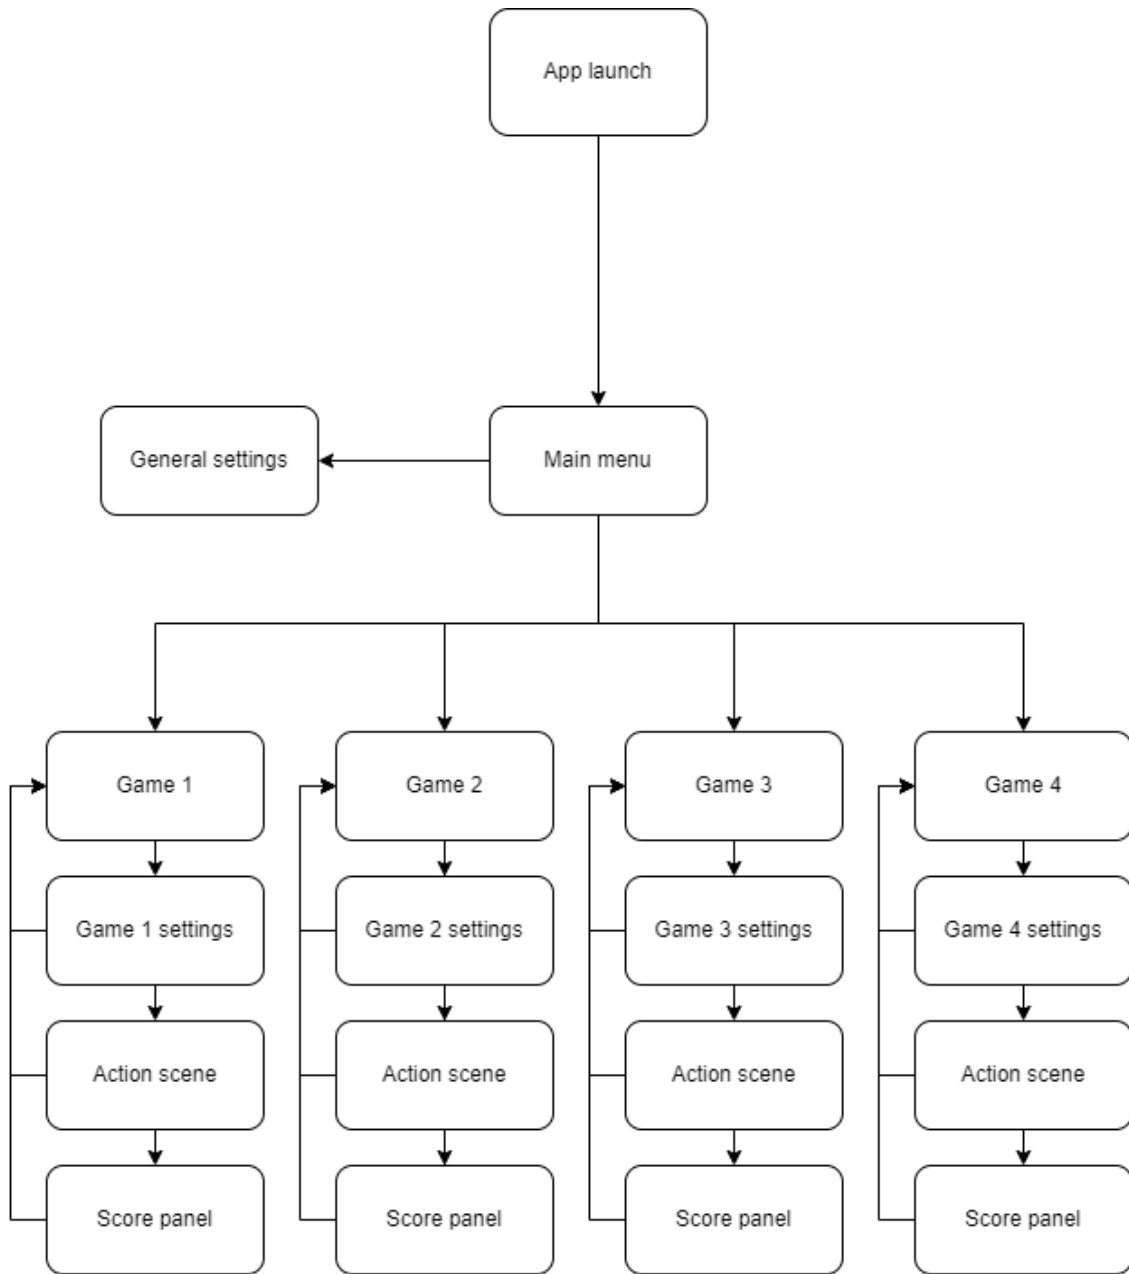 App launch
General settings
Main menu
Game 1
Game 2
Game 3
Game 4
Game 1 settings
Game 2 settings
Game 3 settings
Game 4 settings
Action scene
Action scene
Action scene
Action scene
Score panel
Score panel
Score panel
Score panel